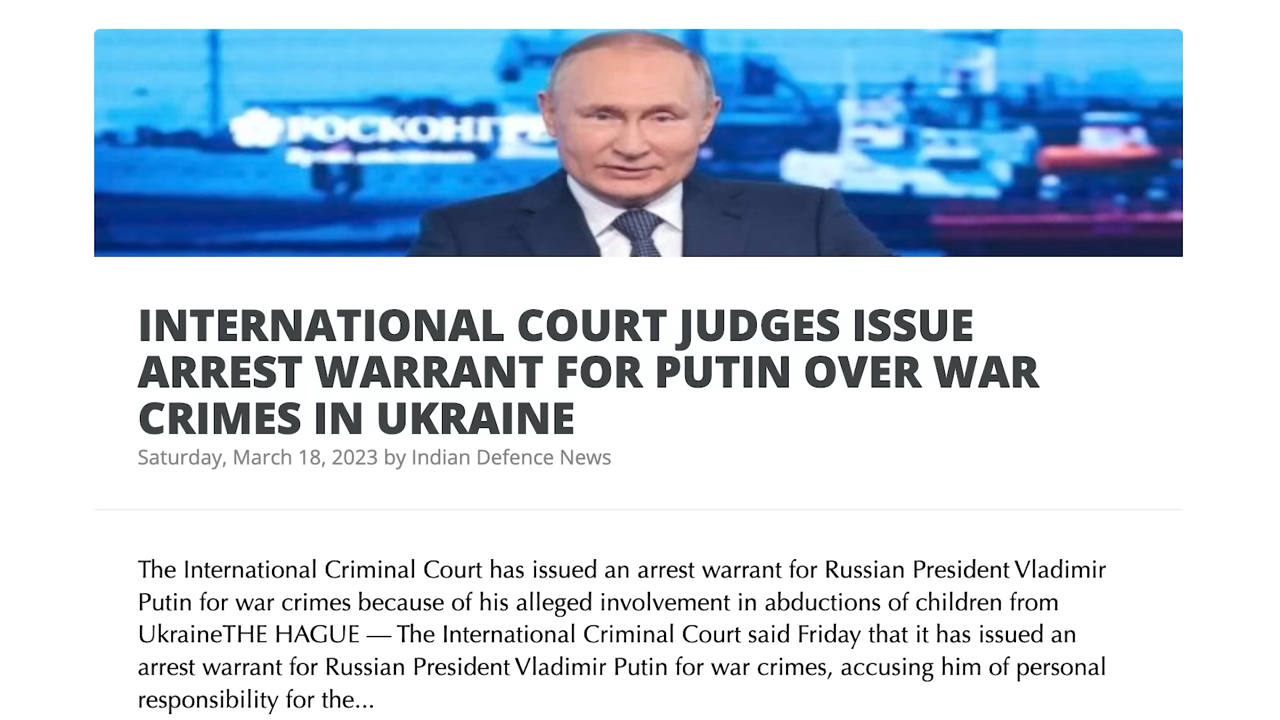 РОСКОНГР
INTERNATIONAL COURT JUDGES ISSUE
ARREST WARRANT FOR PUTIN OVER WAR
CRIMES IN UKRAINE
Saturday, March 18, 2023 by Indian Defence News
The International Criminal Court has issued an arrest warrant for Russian President Vladimir
Putin for war crimes because of his alleged involvement in abductions of children from
UkraineTHE HAGUE — The International Criminal Court said Friday that it has issued an
arrest warrant for Russian President Vladimir Putin for war crimes, accusing him of personal
responsibility for the...